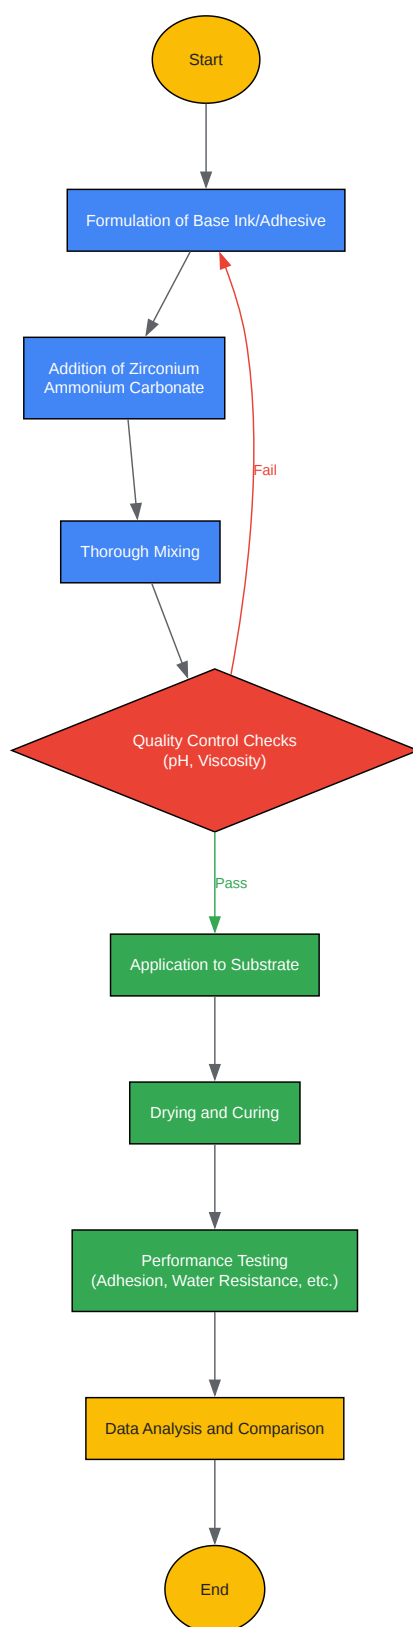 Start
Formulation of Base Ink/Adhesive
Addition of Zirconium
Ammonium Carbonate
Fail
Thorough Mixing
Quality Control Checks
(pH, Viscosity)
Pass
Application to Substrate
Drying and Curing
Performance Testing
(Adhesion, Water Resistance, etc.)
Data Analysis and Comparison
End